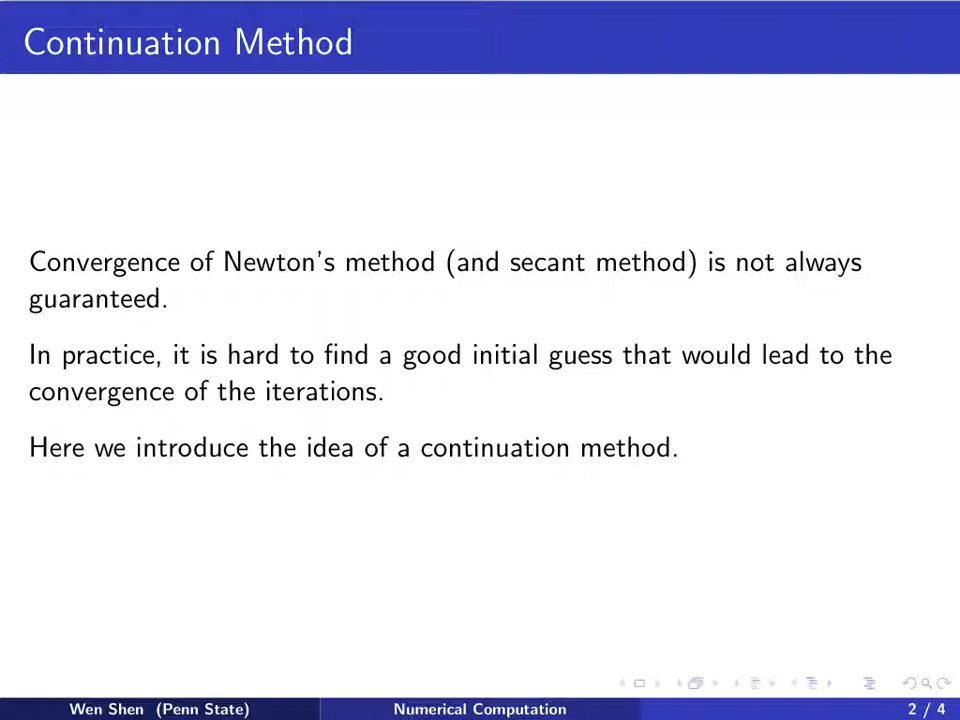 Continuation Method
Convergence of Newton's method (and secant method) is not always
guaranteed.
In practice, it is hard to find a good initial guess that would lead to the
convergence of the iterations.
Here we introduce the idea of a continuation method.
Wen Shen (Penn State)
Numerical Computation
2 / 4